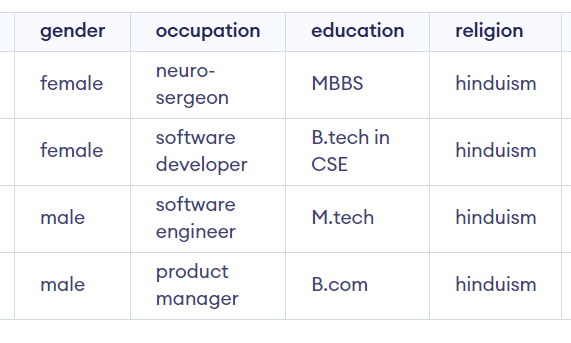 gender occupation education religion
female neuro-sergeon MBBS hinduism
female software developer B.tech in CSE hinduism
male software engineer M.tech hinduism
male product manager B.com hinduism